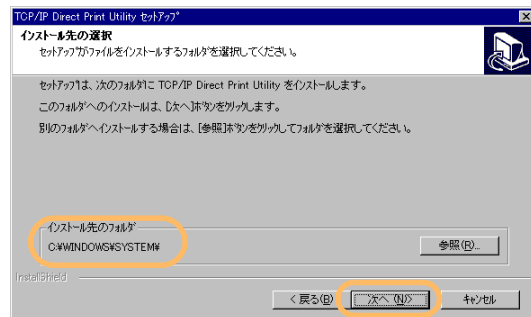 TCP/IP Direct Print Utility ｾｯﾄｱｯﾌﾟ
ｲﾝｽﾄｰﾙ先の選択
ｾｯﾄｱｯﾌﾟがﾌｧｲﾙをｲﾝｽﾄｰﾙするﾌｫﾙﾀﾞを選択してください。
ｾｯﾄｱｯﾌﾟは、次のﾌｫﾙﾀﾞに TCP/IP Direct Print Utility をｲﾝｽﾄｰﾙします。
このﾌｫﾙﾀﾞへのｲﾝｽﾄｰﾙは、[次へ]ﾎﾞﾀﾝをｸﾘｯｸします。
別のﾌｫﾙﾀﾞへｲﾝｽﾄｰﾙする場合は、[参照]ﾎﾞﾀﾝをｸﾘｯｸしてﾌｫﾙﾀﾞを選択してください。
ｲﾝｽﾄｰﾙ先のﾌｫﾙﾀﾞ
C:¥WINDOWS¥SYSTEM¥
参照(R)...
InstallShield
< 戻る(B)
次へ (N)>
ｷｬﾝｾﾙ